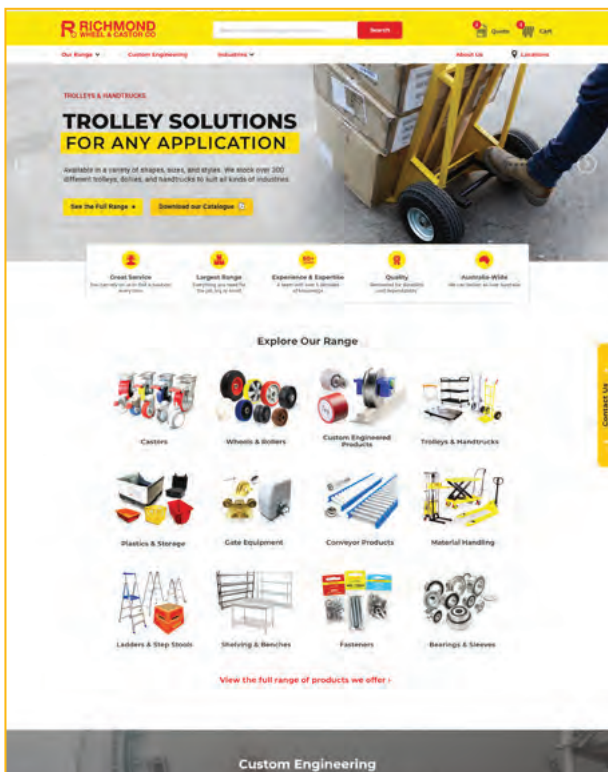 RICHMOND
WHEEL & CASTOR CO
Search
Quote
Cart
Our Range
Custom Engineering
Industries
About Us
Locations
TROLLEYS & HANDTRUCKS
TROLLEY SOLUTIONS
FOR ANY APPLICATION
Available in a variety of shapes, sizes, and styles. We stock over 300
different trolleys, dollies, and handtrucks to suit all kinds of industries.
See the Full Range
Download our Catalogue
Great Service
Largest Range
Experience & Expertise
Quality
Australia-Wide
Explore Our Range
Castors
Wheels & Rollers
Custom Engineered
Products
Trolleys & Handtrucks
Plastics & Storage
Gate Equipment
Conveyor Products
Material Handling
Ladders & Step Stools
Shelving & Benches
Fasteners
Bearings & Sleeves
View the full range of products we offer ›
Contact Us
Custom Engineering